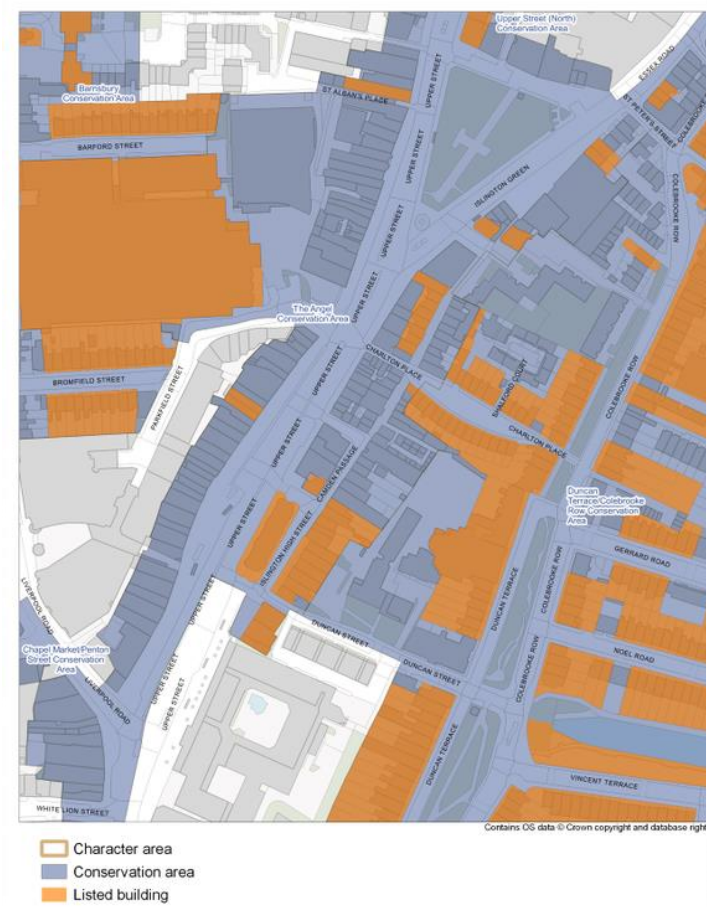 Upper Street (North)
Conservation Area
ESSEX ROAD
Barnsbury
Conservation Area
ST ALBAN'S PLACE
UPPER STREET
ST PETER'S STREET
COLEBROOKE
BARFORD STREET
UPPER STREET
ISLINGTON GREEN
COLEBROOKE ROW
UPPER STREET
UPPER STREET
The Angel
Conservation Area
UPPER STREET
CHARLTON PLACE
BROMFIELD STREET
PARKFIELD STREET
SHALFORD COURT
COLEBROOKE ROW
CHARLTON PLACE
UPPER STREET
CAMDEN PASSAGE
Duncan
Terrace/Colebrooke
Row Conservation
Area
UPPER STREET
ISLINGTON HIGH STREET
GERRARD ROAD
COLEBROOKE ROW
DUNCAN TERRACE
LIVERPOOL ROAD
UPPER STREET
DUNCAN STREET
NOEL ROAD
Chapel Market/Penton
Street Conservation
Area
UPPER STREET
UPPER STREET
DUNCAN STREET
COLEBROOKE ROW
LIVERPOOL ROAD
DUNCAN TERRACE
VINCENT TERRACE
WHITE LION STREET
Contains OS data © Crown copyright and database right
Character area
Conservation area
Listed building